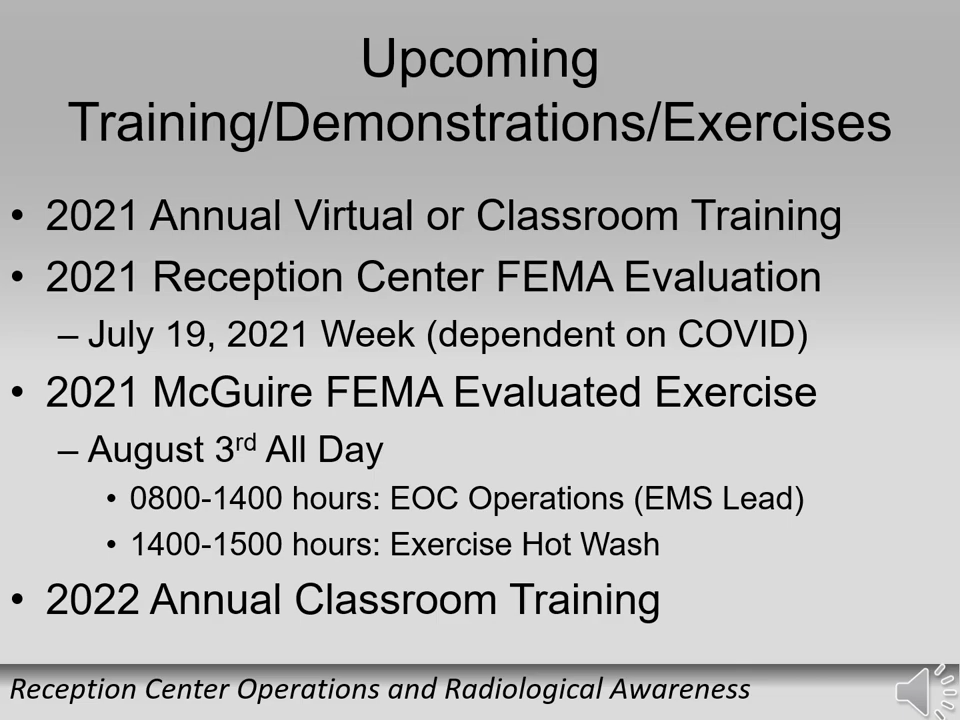 Upcoming
Training/Demonstrations/Exercises
• 2021 Annual Virtual or Classroom Training
• 2021 Reception Center FEMA Evaluation
– July 19, 2021 Week (dependent on COVID)
• 2021 McGuire FEMA Evaluated Exercise
– August 3rd All Day
• 0800-1400 hours: EOC Operations (EMS Lead)
• 1400-1500 hours: Exercise Hot Wash
• 2022 Annual Classroom Training
Reception Center Operations and Radiological Awareness